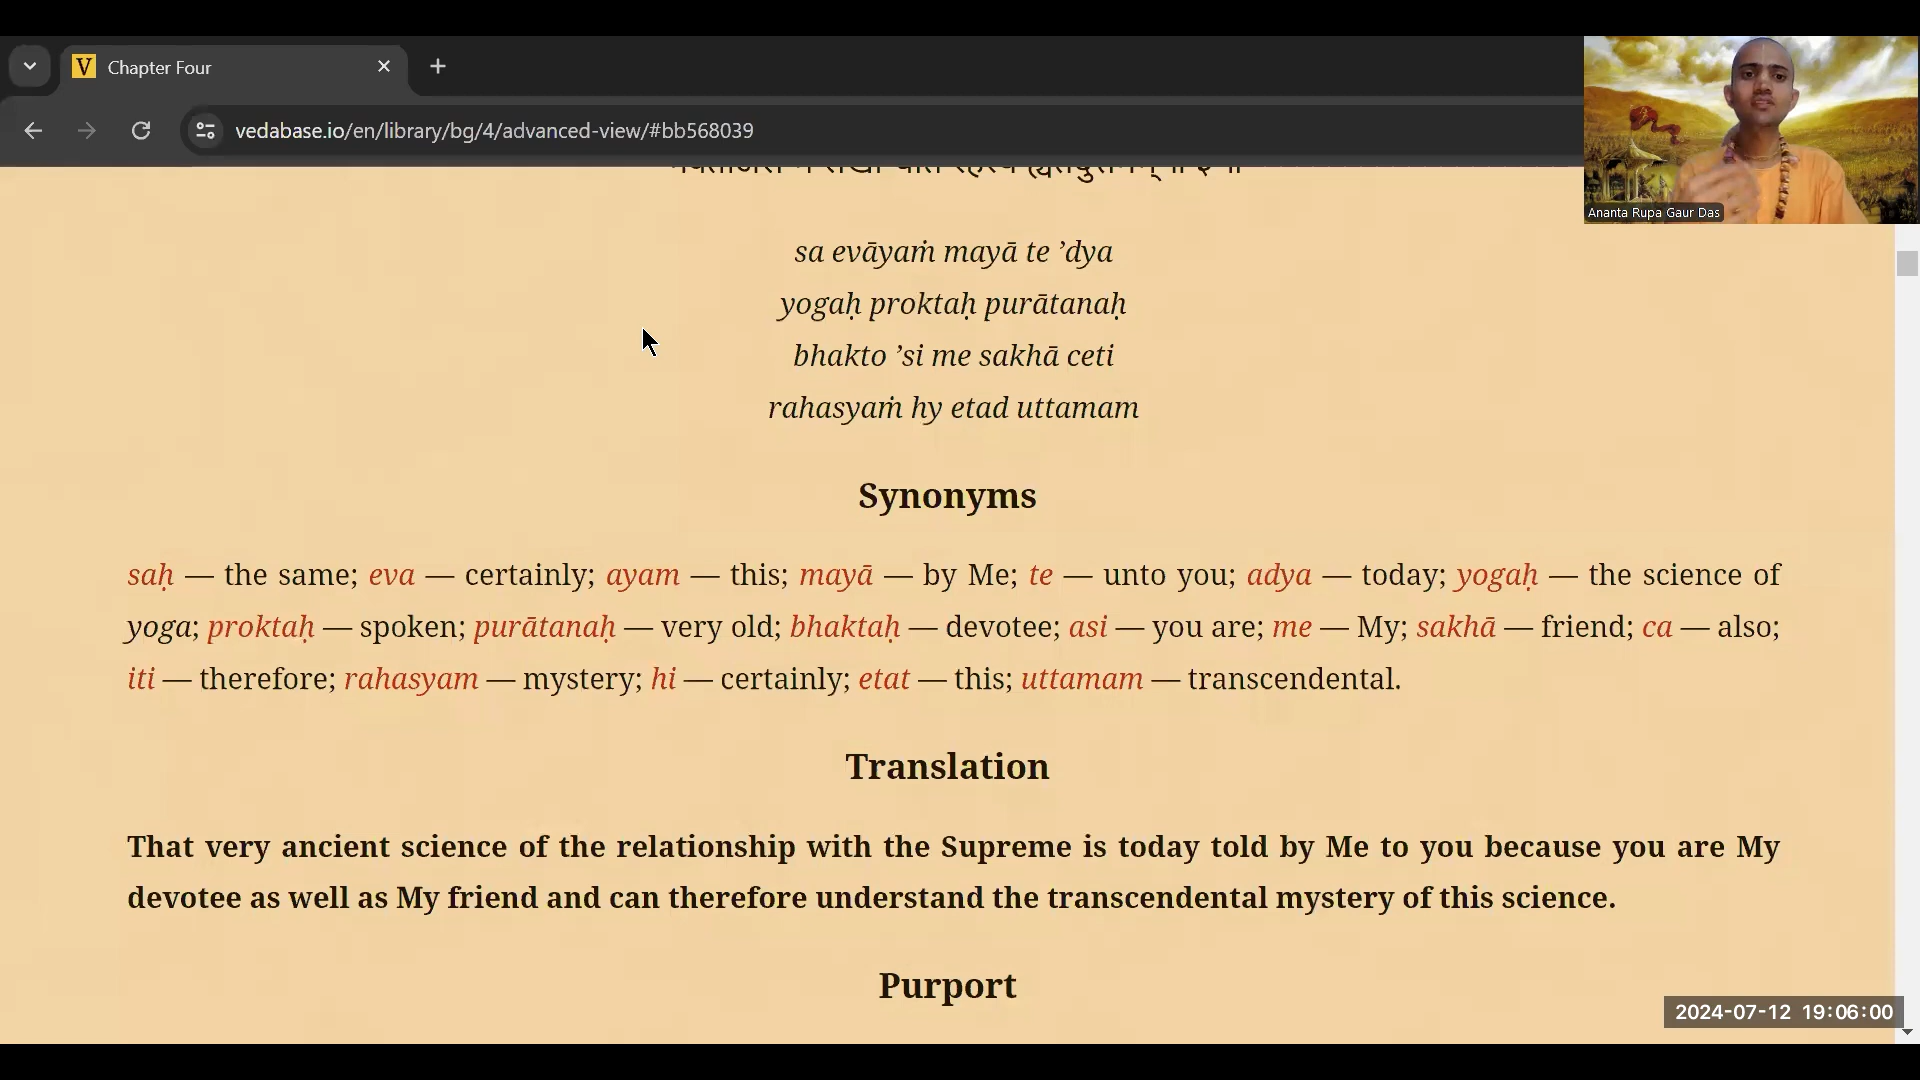 Chapter Four
vedabase.io/en/library/bg/4/advanced-view/#bb568039
Ananta Rupa Gaur Das
sa evāyaṁ mayā te ’dya
yogaḥ proktaḥ purātanaḥ
bhakto ’si me sakhā ceti
rahasyaṁ hy etad uttamam
Synonyms
saḥ — the same; eva — certainly; ayam — this; mayā — by Me; te — unto you; adya — today; yogaḥ — the science of
yoga; proktaḥ — spoken; purātanaḥ — very old; bhaktaḥ — devotee; asi — you are; me — My; sakhā — friend; ca — also;
iti — therefore; rahasyam — mystery; hi — certainly; etat — this; uttamam — transcendental.
Translation
That very ancient science of the relationship with the Supreme is today told by Me to you because you are My
devotee as well as My friend and can therefore understand the transcendental mystery of this science.
Purport
2024-07-12 19:06:00